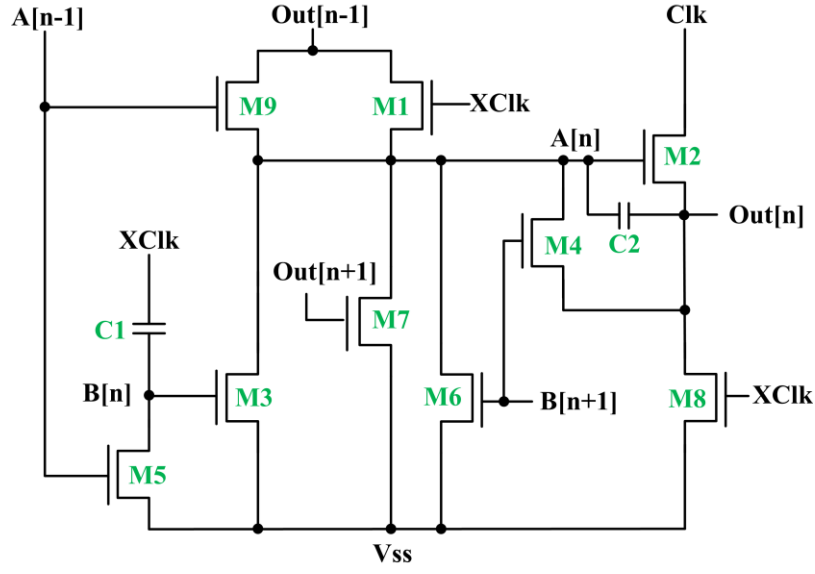 A[n-1]
Out[n-1]
Clk
M9
M1
XClk
A[n]
M2
XClk
Out[n]
M4
C2
Out[n+1]
C1
M7
B[n]
M3
M6
B[n+1]
M8
XClk
M5
Vss